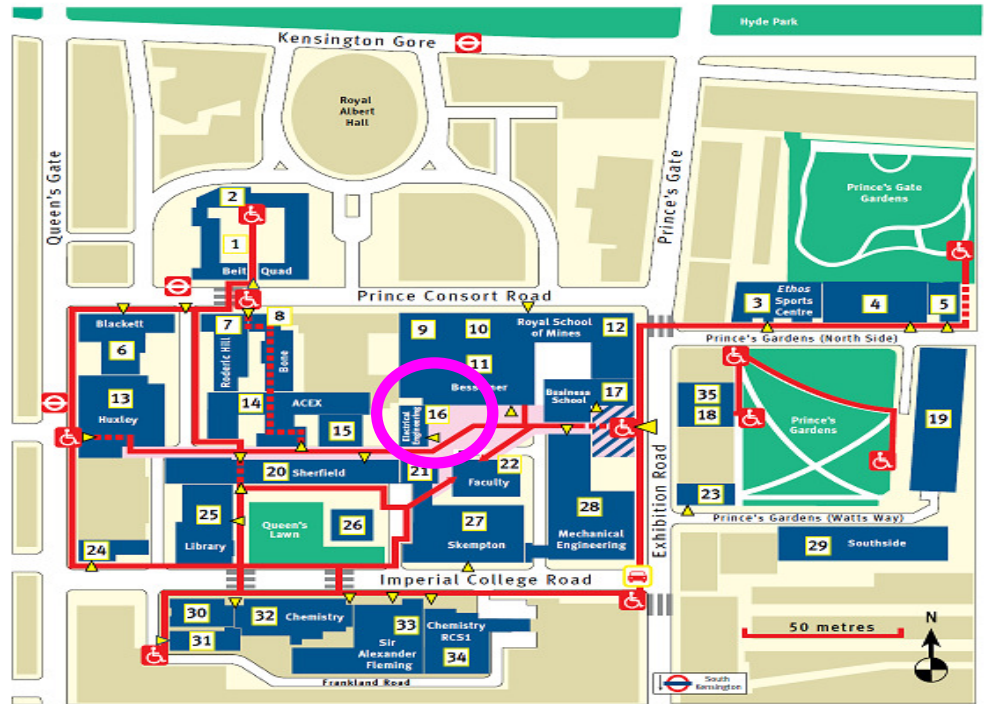 Hyde Park
Kensington Gore
Royal
Albert
Hall
Queen's Gate
Prince's Gate
Prince's Gate
Gardens
2
1
Beit Quad
Prince Consort Road
3
Ethos
Sports
Centre
4
5
Prince's Gardens (North Side)
Blackett
6
7
8
Roderic Hill
Bone
9
10
Royal School
of Mines
12
11
Bessemer
13
Huxley
14
ACEX
15
Electrical
Engineering
16
Business
School
17
35
18
Prince's
Gardens
19
20
Sherfield
21
22
Faculty
23
Exhibition Road
24
25
Library
Queen's
Lawn
26
27
Skempton
28
Mechanical
Engineering
Prince's Gardens (Watts Way)
29
Southside
Imperial College Road
30
31
32
Chemistry
33
Sir
Alexander
Fleming
Chemistry
RCS1
34
Frankland Road
50 metres
N
South
Kensington